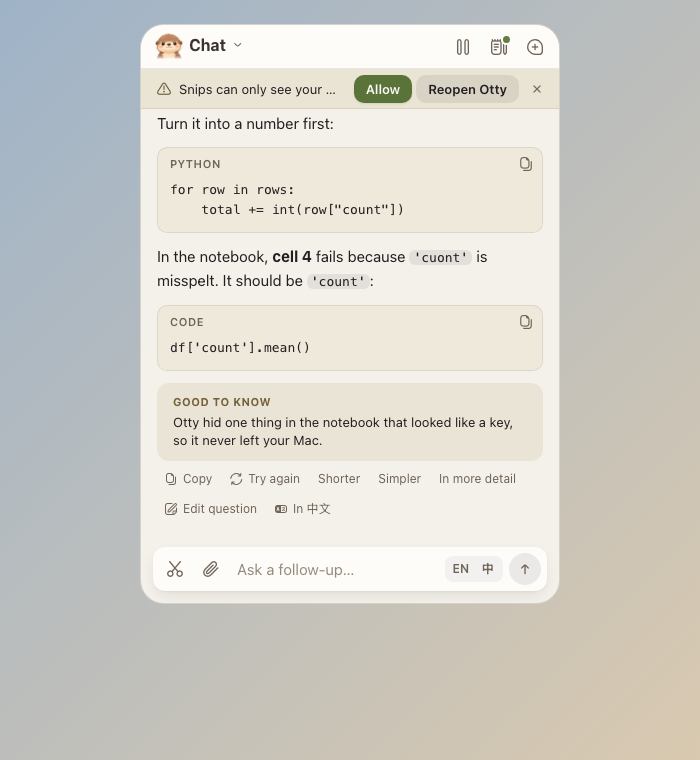 Chat
Snips can only see your ...
Allow
Reopen Otty
Turn it into a number first:
PYTHON
for row in rows:
    total += int(row["count"])
In the notebook, cell 4 fails because 'cuont' is
misspelt. It should be 'count':
CODE
df['count'].mean()
GOOD TO KNOW
Otty hid one thing in the notebook that looked like a key,
so it never left your Mac.
Copy
Try again
Shorter
Simpler
In more detail
Edit question
In 中文
Ask a follow-up...
EN 中